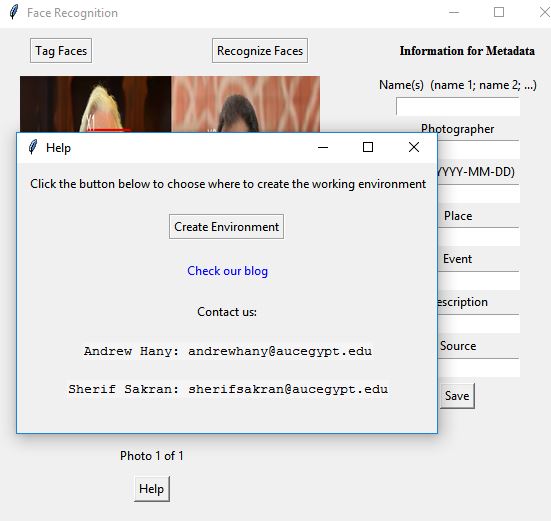 Face Recognition
Tag Faces
Recognize Faces
Information for Metadata
Name(s) (name 1; name 2; ...)
Photographer
YYYY-MM-DD)
Place
Event
Source
Save
Help
Click the button below to choose where to create the working environment
Create Environment
Check our blog
Contact us:
Andrew Hany: andrewhany@aucegypt.edu
Sherif Sakran: sherifsakran@aucegypt.edu
Photo 1 of 1
Help